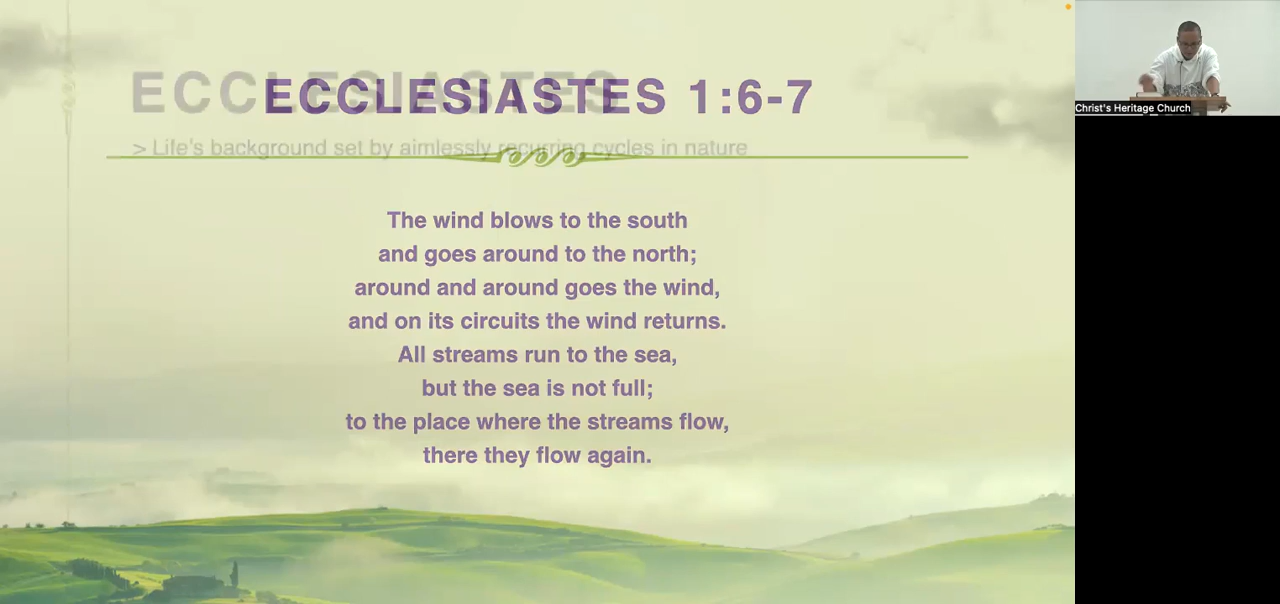 ECCLESIASTES
ECCLESIASTES 1:6-7
> Life's background set by aimlessly recurring cycles in nature
The wind blows to the south
and goes around to the north;
around and around goes the wind,
and on its circuits the wind returns.
All streams run to the sea,
but the sea is not full;
to the place where the streams flow,
there they flow again.
Christ's Heritage Church